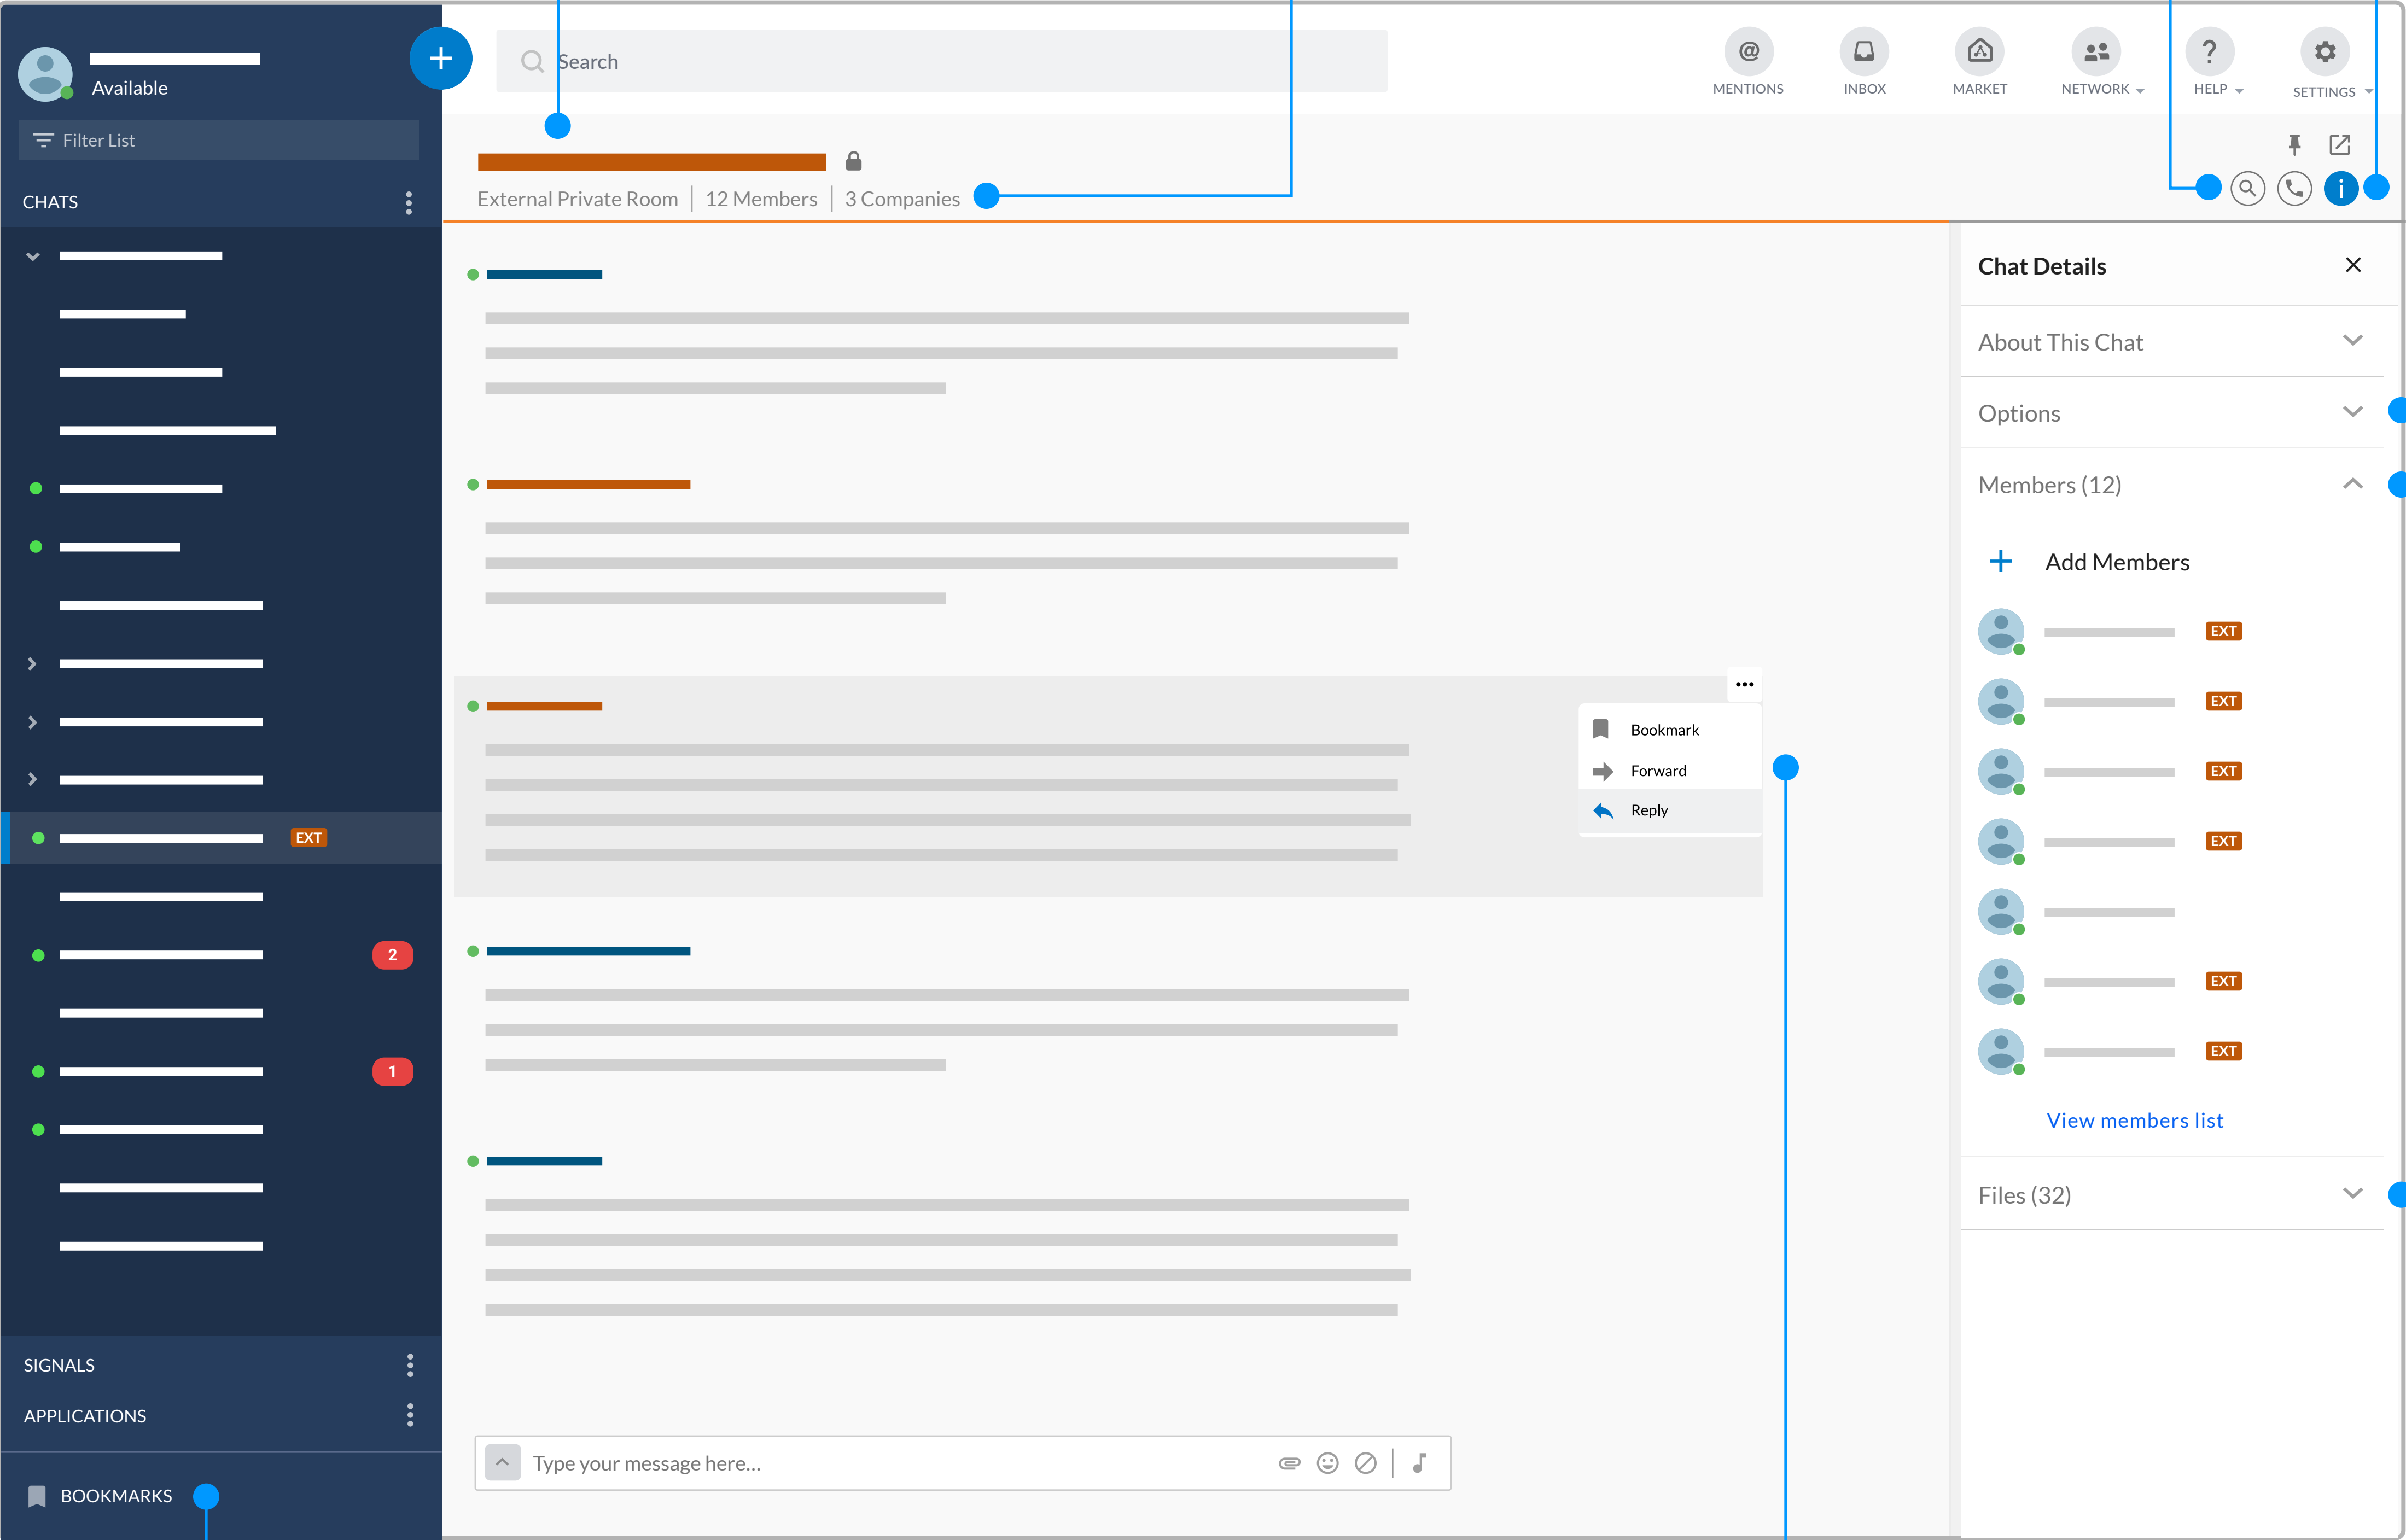 Available
Filter List
CHATS
EXT
2
1
SIGNALS
APPLICATIONS
BOOKMARKS
Search
@
MENTIONS
INBOX
MARKET
NETWORK
?
HELP
SETTINGS
External Private Room | 12 Members | 3 Companies
i
Bookmark
Forward
Reply
Type your message here...
Chat Details
About This Chat
Options
Members (12)
Add Members
EXT
EXT
EXT
EXT
EXT
EXT
View members list
Files (32)